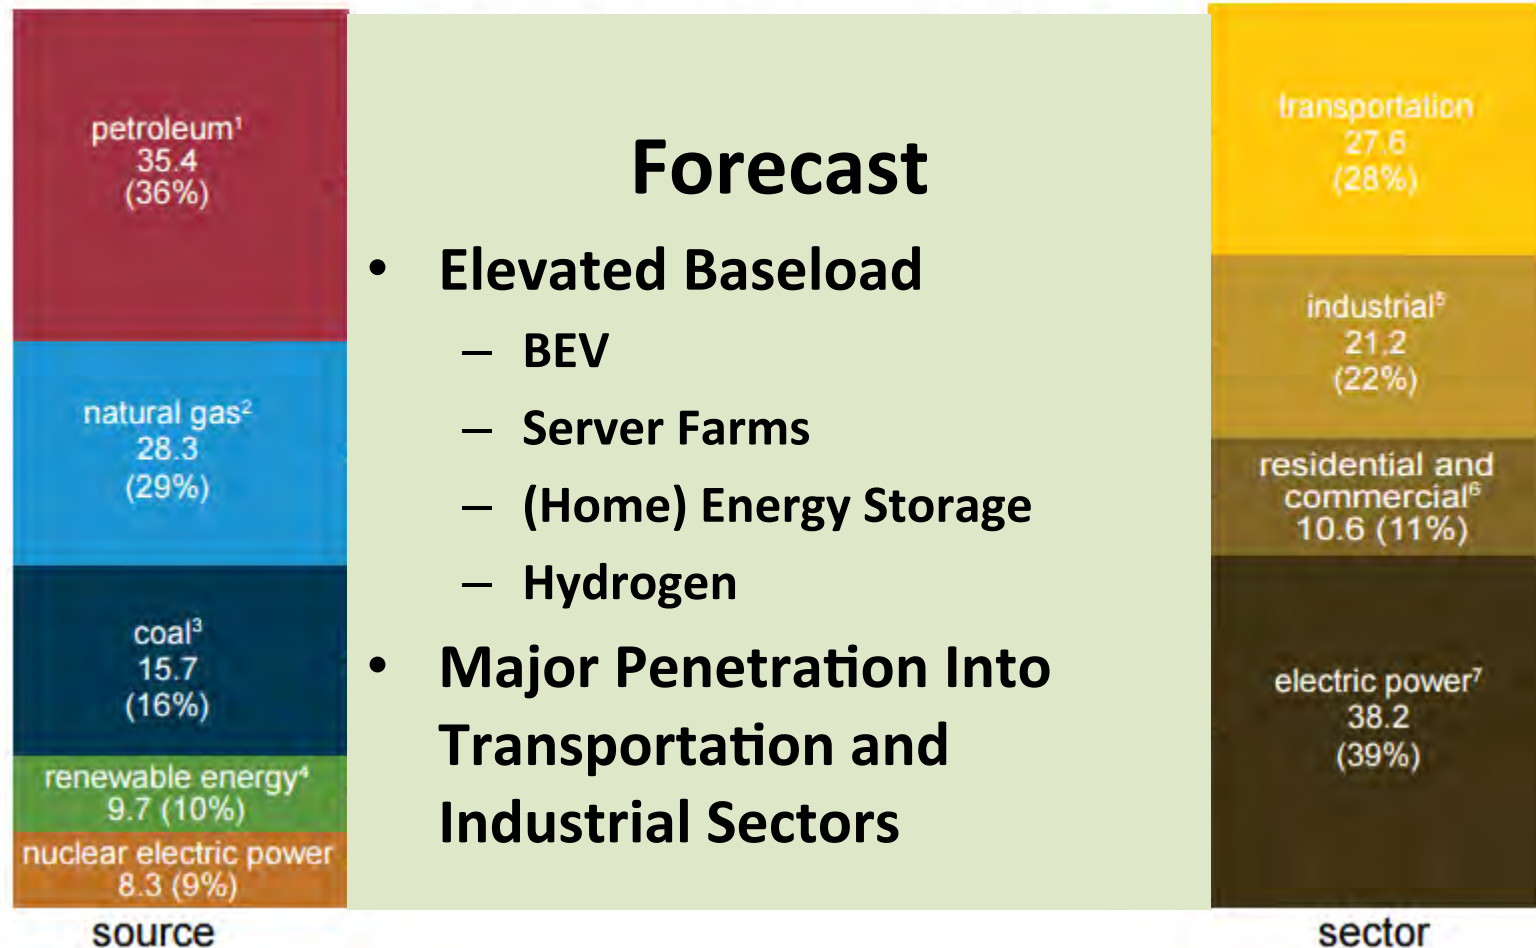 petroleum¹
35.4
(36%)
natural gas²
28.3
(29%)
coal³
15.7
(16%)
renewable energy⁴
9.7 (10%)
nuclear electric power
8.3 (9%)
source
Forecast
• Elevated Baseload
– BEV
– Server Farms
– (Home) Energy Storage
– Hydrogen
• Major Penetration Into
Transportation and
Industrial Sectors
transportation
27.6
(28%)
industrial⁵
21.2
(22%)
residential and
commercial⁶
10.6 (11%)
electric power⁷
38.2
(39%)
sector